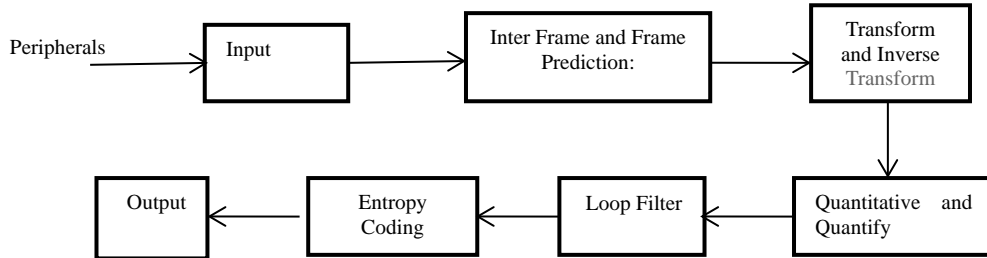 Peripherals
Input
Inter Frame and Frame
Prediction:
Transform
and Inverse
Transform
Output
Entropy
Coding
Loop Filter
Quantitative and
Quantify